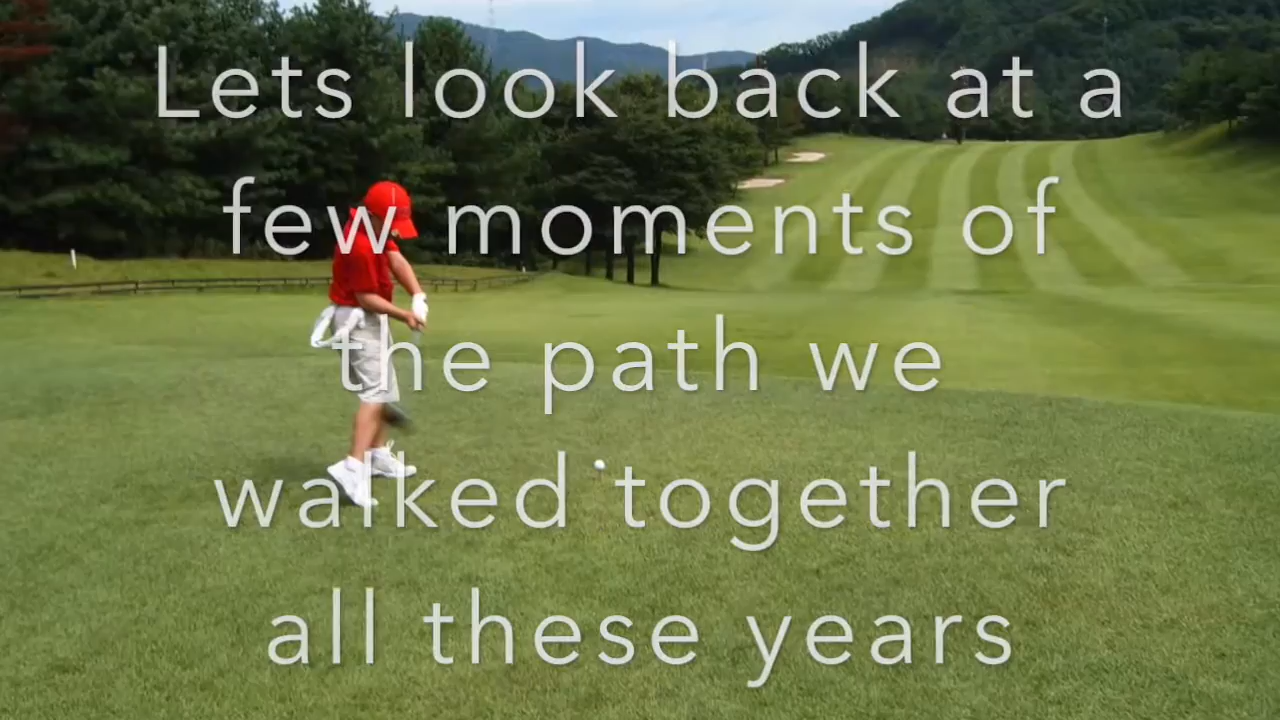 Lets look back at a
few moments of
the path we
walked together
all these years